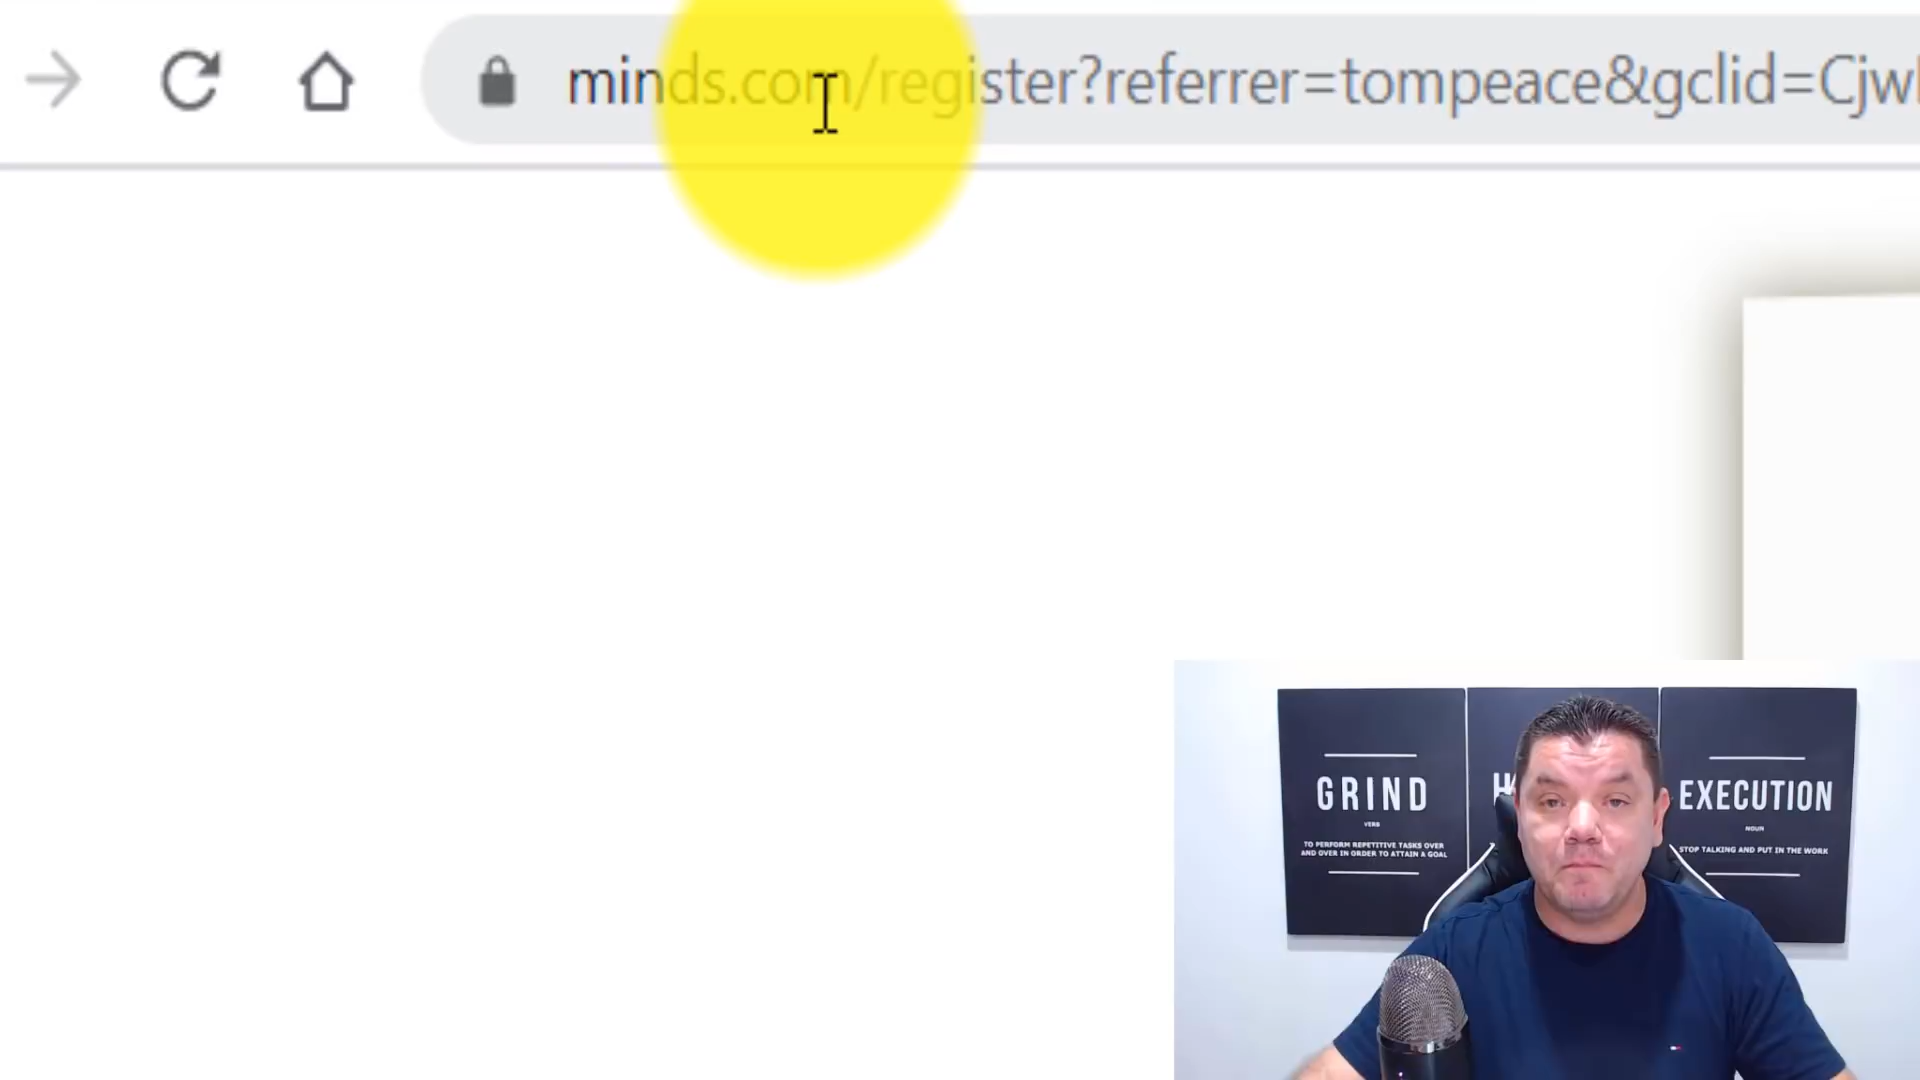 minds.com/register?referrer=tompeace&gclid=Cjw
GRIND
VERB
TO PERFORM REPETITIVE TASKS OVER
AND OVER IN ORDER TO ATTAIN A GOAL
EXECUTION
NOUN
STOP TALKING AND PUT IN THE WORK